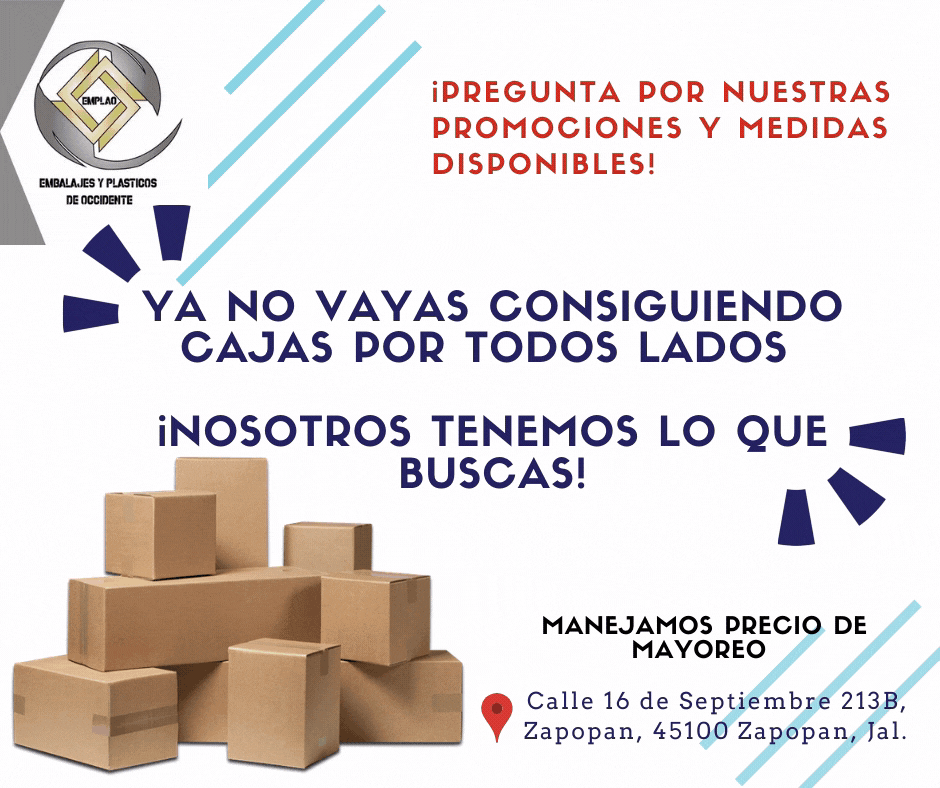 EMPLAO
EMBALAJES Y PLASTICOS
DE OCCIDENTE
¡PREGUNTA POR NUESTRAS
PROMOCIONES Y MEDIDAS
DISPONIBLES!
YA NO VAYAS CONSIGUIENDO
CAJAS POR TODOS LADOS
¡NOSOTROS TENEMOS LO QUE
BUSCAS!
MANEJAMOS PRECIO DE
MAYOREO
Calle 16 de Septiembre 213B,
Zapopan, 45100 Zapopan, Jal.